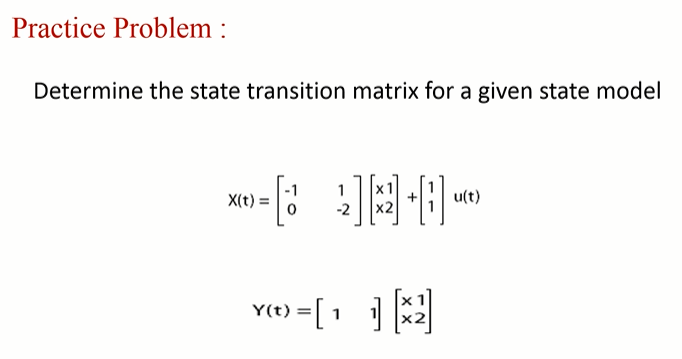 Practice Problem :
Determine the state transition matrix for a given state model
X(t) = [-1 1] [x1] + [1] u(t)
[0 -2] [x2] [1]
Y(t) = [ 1 1] [x1]
[x2]